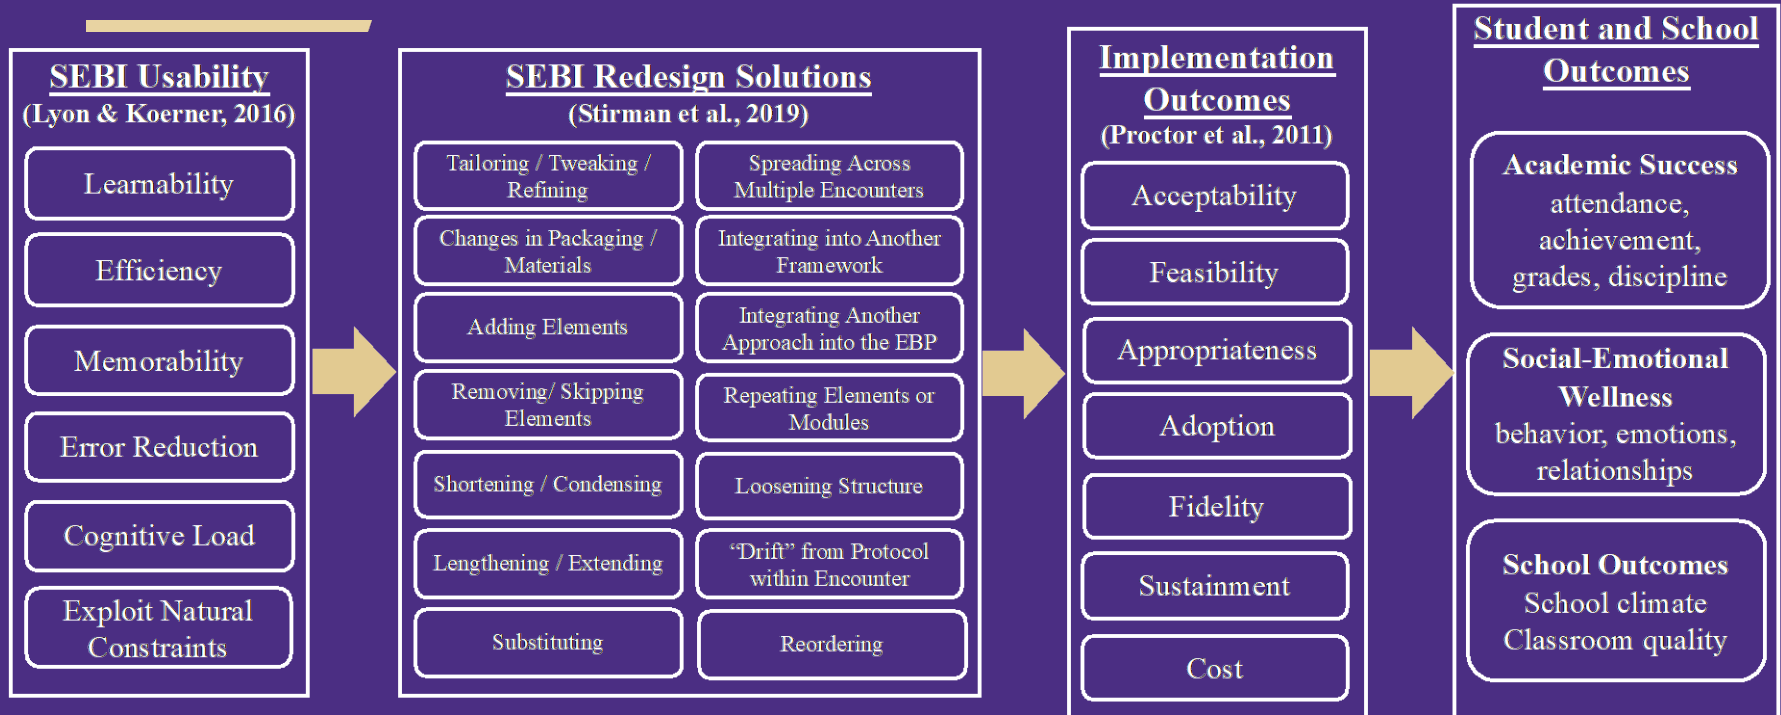 SEBI Usability
(Lyon & Koerner, 2016)
Learnability
Efficiency
Memorability
Error Reduction
Cognitive Load
Exploit Natural
Constraints
SEBI Redesign Solutions
(Stirman et al., 2019)
Tailoring / Tweaking /
Refining
Changes in Packaging /
Materials
Adding Elements
Removing/ Skipping
Elements
Shortening / Condensing
Lengthening / Extending
Substituting
Spreading Across
Multiple Encounters
Integrating into Another
Framework
Integrating Another
Approach into the EBP
Repeating Elements or
Modules
Loosening Structure
“Drift” from Protocol
within Encounter
Reordering
Implementation
Outcomes
(Proctor et al., 2011)
Acceptability
Feasibility
Appropriateness
Adoption
Fidelity
Sustainment
Cost
Student and School
Outcomes
Academic Success
attendance,
achievement,
grades, discipline
Social-Emotional
Wellness
behavior, emotions,
relationships
School Outcomes
School climate
Classroom quality